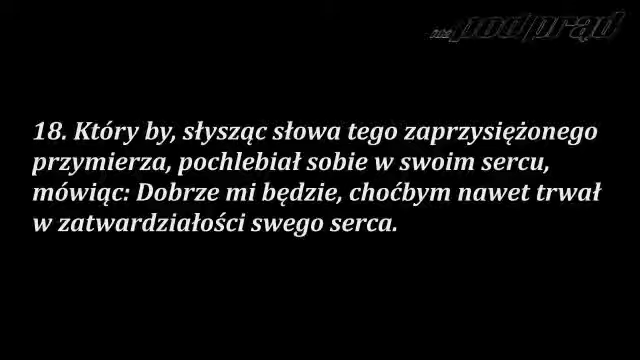 idź podprąd
18. Który by, słysząc słowa tego zaprzysiężonego
przymierza, pochlebiał sobie w swoim sercu,
mówiąc: Dobrze mi będzie, choćbym nawet trwał
w zatwardziałości swego serca.